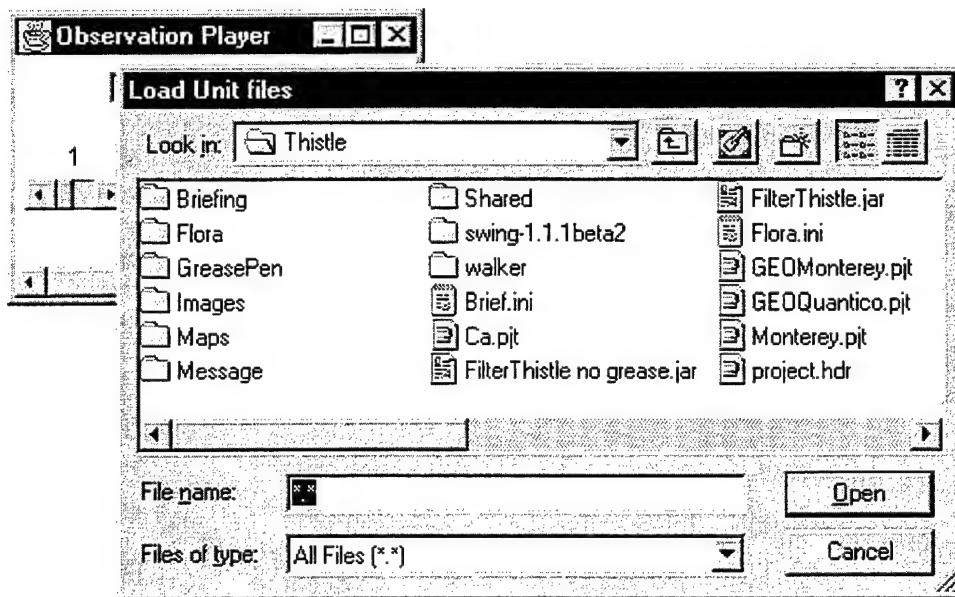 Observation Player
Load Unit files
Look in: Thistle
1
Briefing Shared FilterThistle.jar
Flora swing-1.1.1beta2 Flora.ini
GreasePen walker GEOMonterey.pjt
Images Brief.ini GEOQuantico.pjt
Maps Ca.pjt Monterey.pjt
Message FilterThistle no grease.jar project.hdr
File name: *.* Open
Files of type: All Files (*.*) Cancel